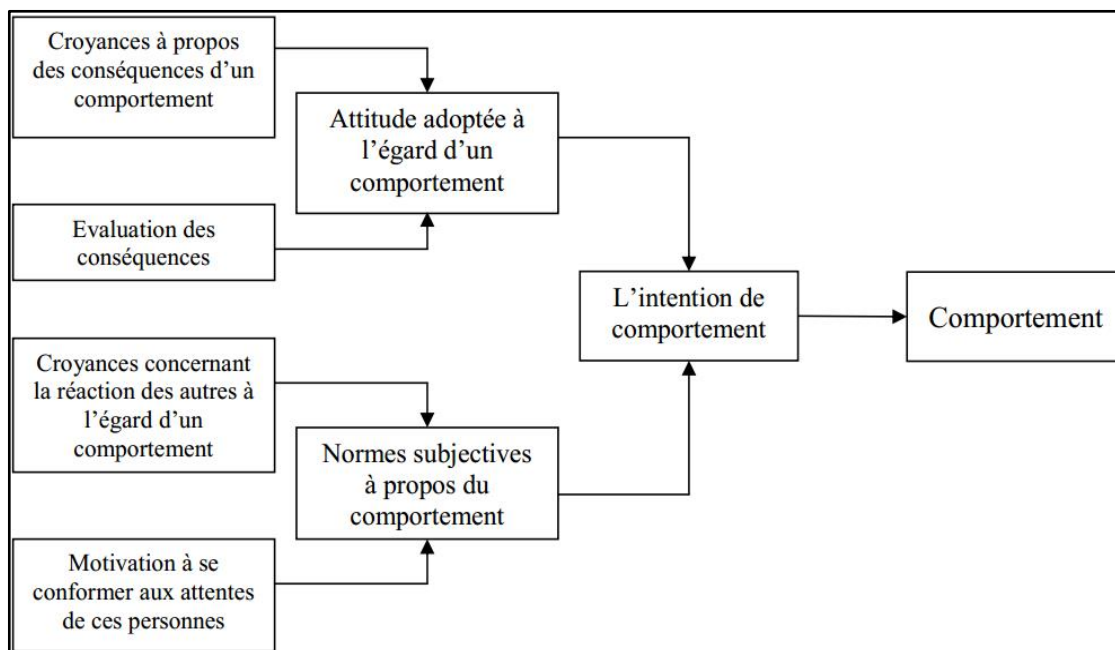 Croyances à propos
des conséquences d’un
comportement
Attitude adoptée à
l’égard d’un
comportement
Evaluation des
conséquences
L’intention de
comportement
Comportement
Croyances concernant
la réaction des autres à
l’égard d’un
comportement
Normes subjectives
à propos du
comportement
Motivation à se
conformer aux attentes
de ces personnes